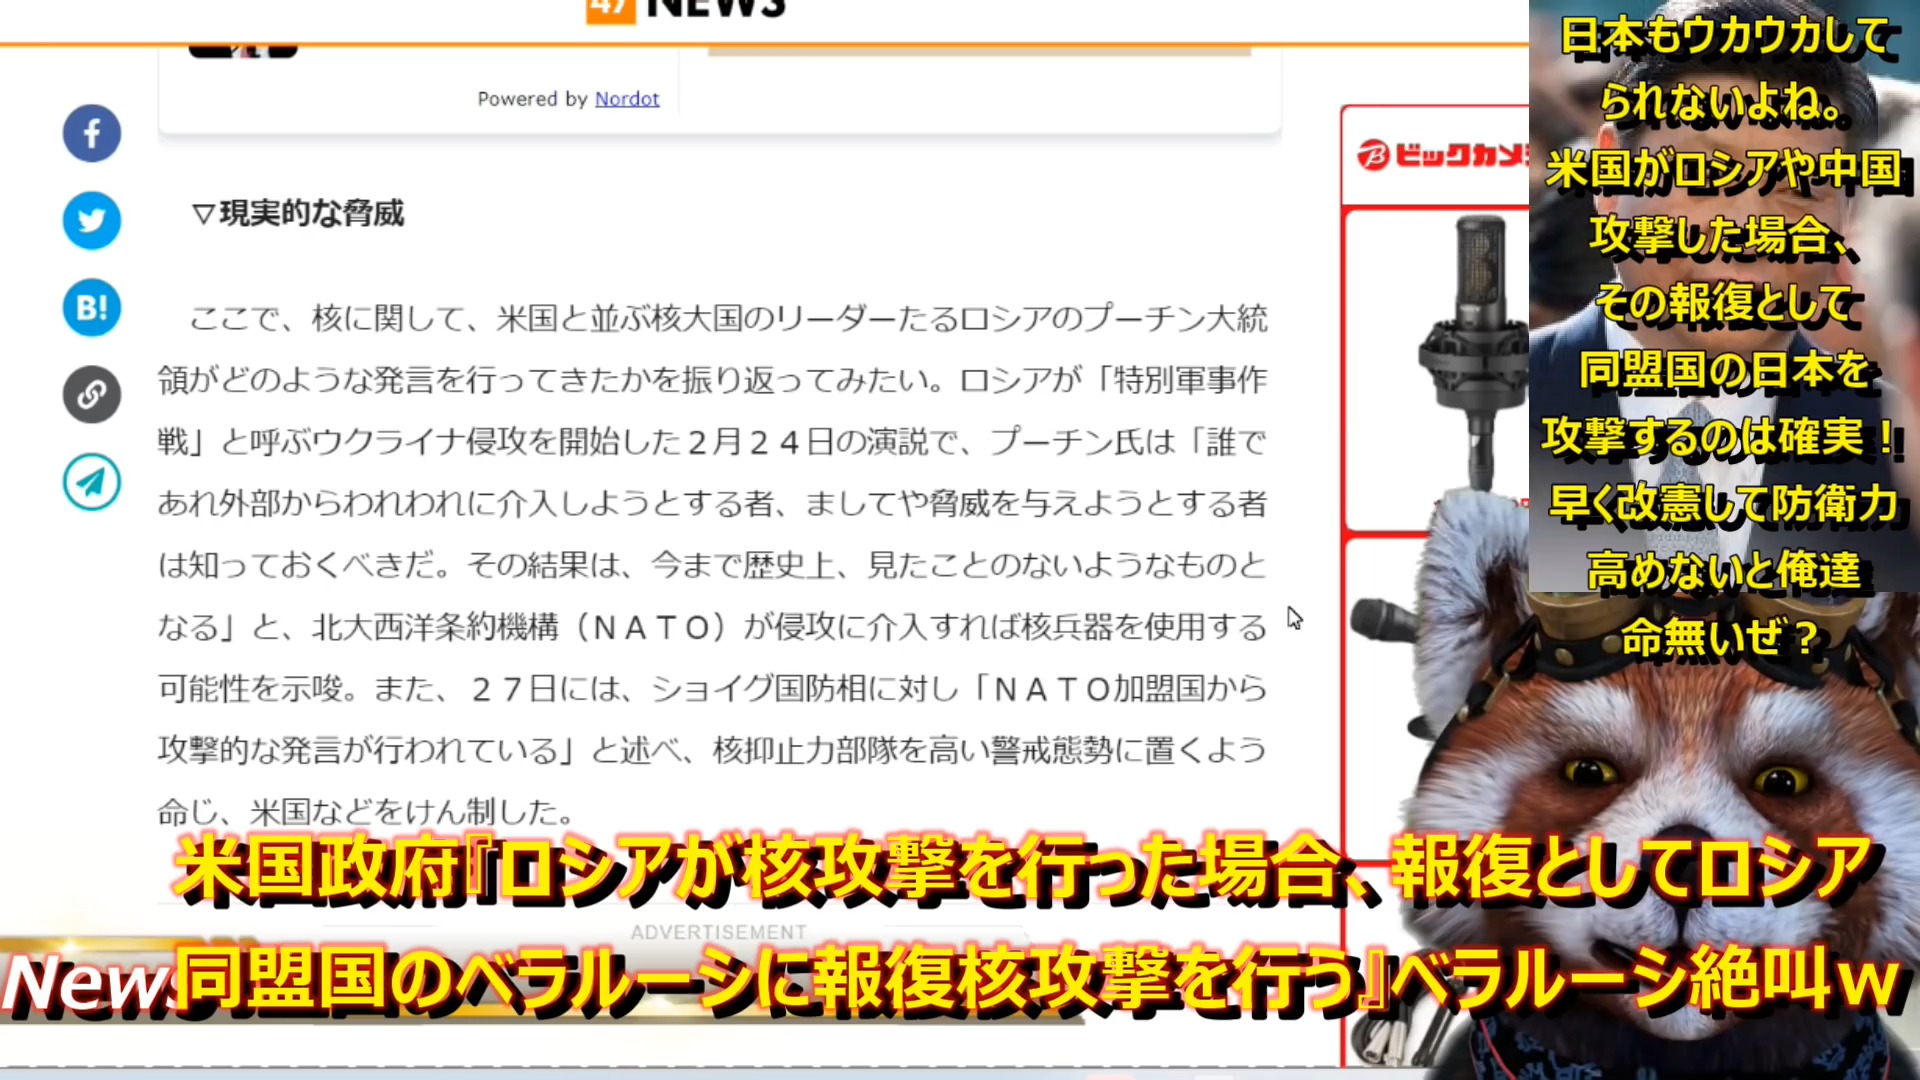 47 NEWS
Powered by Nordot
ビックカメ
▽現実的な脅威
ここで、核に関して、米国と並ぶ核大国のリーダーたるロシアのプーチン大統
領がどのような発言を行ってきたかを振り返ってみたい。ロシアが「特別軍事作
戦」と呼ぶウクライナ侵攻を開始した２月２４日の演説で、プーチン氏は「誰で
あれ外部からわれわれに介入しようとする者、ましてや脅威を与えようとする者
は知っておくべきだ。その結果は、今まで歴史上、見たことのないようなものと
なる」と、北大西洋条約機構（ＮＡＴＯ）が侵攻に介入すれば核兵器を使用する
可能性を示唆。また、２７日には、ショイグ国防相に対し「ＮＡＴＯ加盟国から
攻撃的な発言が行われている」と述べ、核抑止力部隊を高い警戒態勢に置くよう
命じ、米国などをけん制した。
B!
日本もウカウカして
られないよね。
米国がロシアや中国
攻撃した場合、
その報復として
同盟国の日本を
攻撃するのは確実！
早く改憲して防衛力
高めないと俺達
命無いぜ？
米国政府『ロシアが核攻撃を行った場合、報復としてロシア
ADVERTISEMENT
News
同盟国のベラルーシに報復核攻撃を行う』ベラルーシ絶叫ｗ